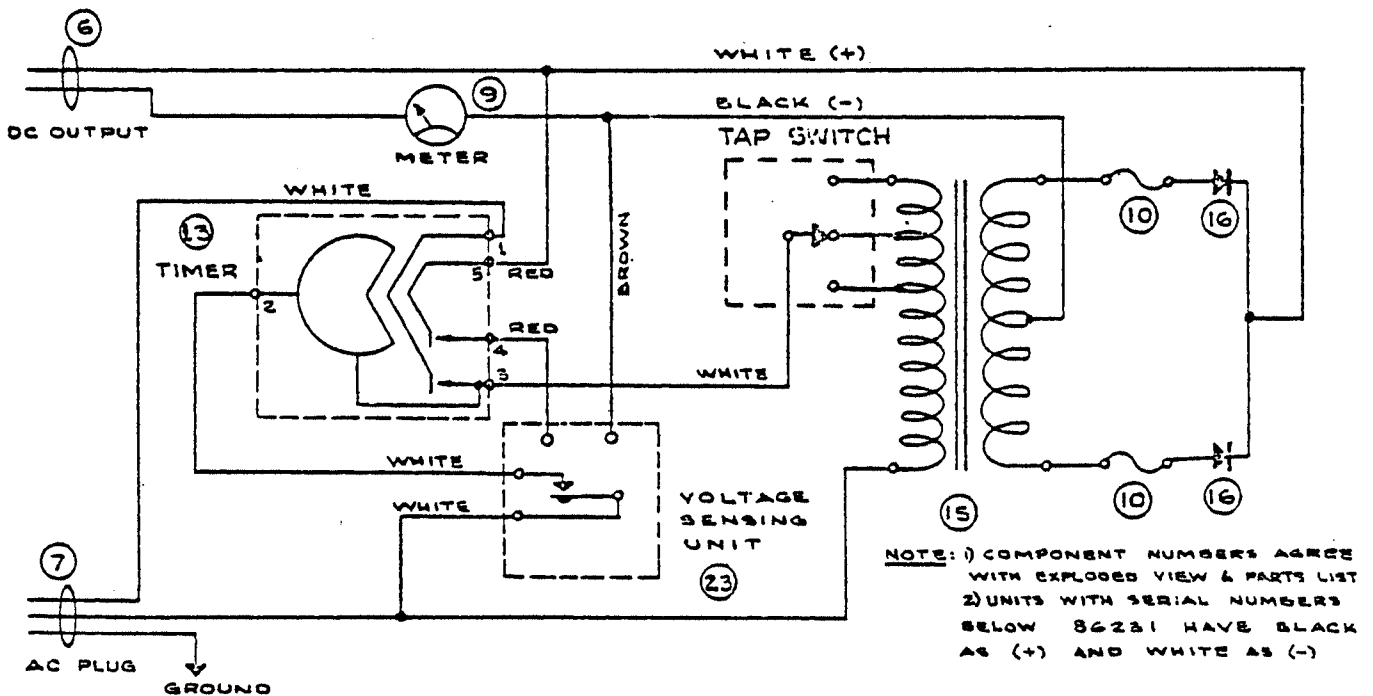 6
WHITE (+)
9
BLACK (-)
DC OUTPUT
TAP SWITCH
METER
WHITE
13
TIMER
1
5 RED
BROWN
2
RED
4
3
WHITE
10
16
WHITE
WHITE
VOLTAGE
SENSING
UNIT
23
15
10
16
7
NOTE: 1) COMPONENT NUMBERS AGREE
WITH EXPLODED VIEW & PARTS LIST
2) UNITS WITH SERIAL NUMBERS
BELOW 86231 HAVE BLACK
AS (+) AND WHITE AS (-)
AC PLUG
GROUND